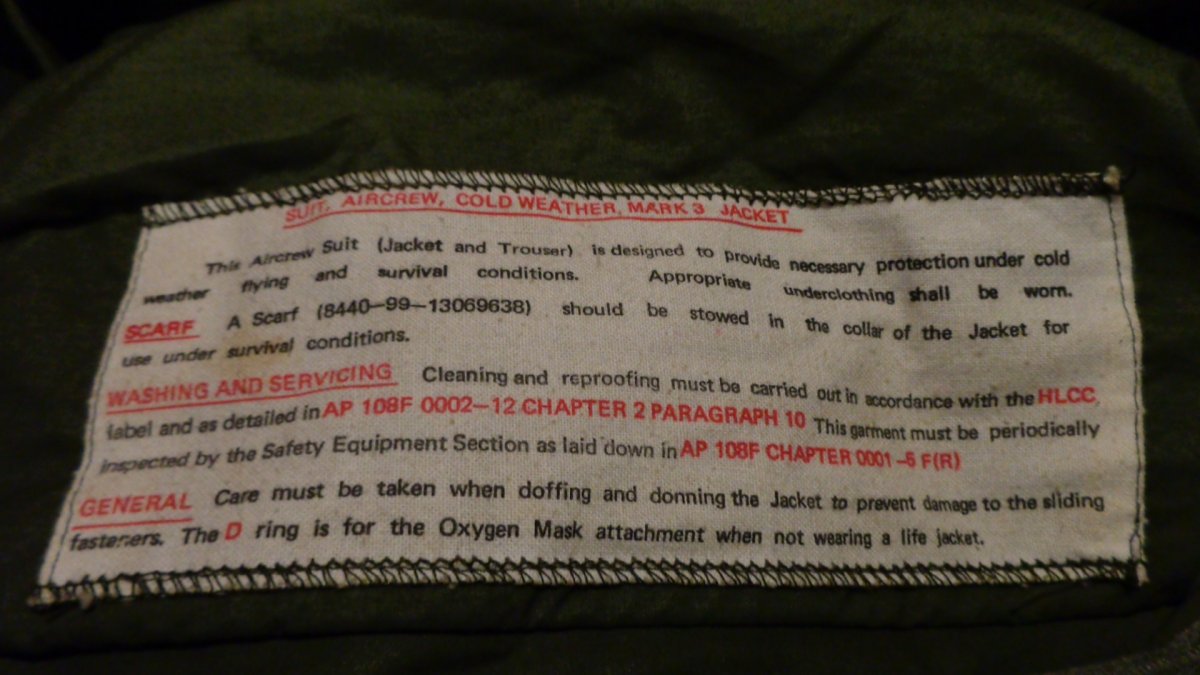 SUIT, AIRCREW, COLD WEATHER, MARK 3 JACKET
This Aircrew Suit (Jacket and Trouser) is designed to provide necessary protection under cold
weather flying and survival conditions. Appropriate underclothing shall be worn.
SCARF A Scarf (8440—99—13069638) should be stowed in the collar of the Jacket for
use under survival conditions.
WASHING AND SERVICING Cleaning and reproofing must be carried out in accordance with the HLCC,
label and as detailed in AP 108F 0002—12 CHAPTER 2 PARAGRAPH 10 This garment must be periodically
inspected by the Safety Equipment Section as laid down in AP 108F CHAPTER 0001—6 F(R)
GENERAL Care must be taken when doffing and donning the Jacket to prevent damage to the sliding
fasteners. The D ring is for the Oxygen Mask attachment when not wearing a life jacket.